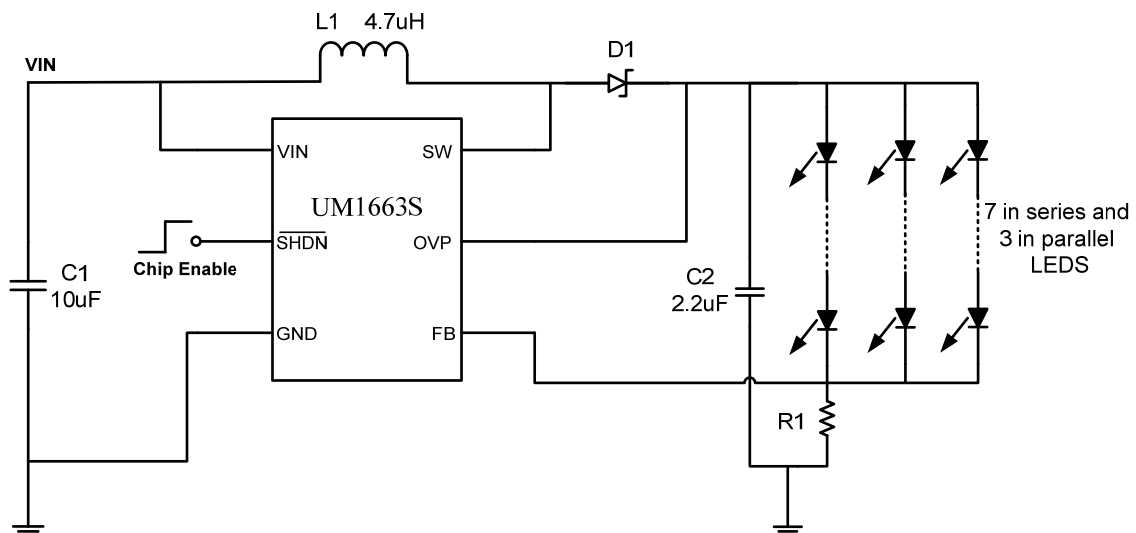 L1 4.7uH
D1
VIN
VIN
SW
UM1663S
SHDN
OVP
Chip Enable
C1
10uF
GND
FB
C2
2.2uF
7 in series and
3 in parallel
LEDS
R1